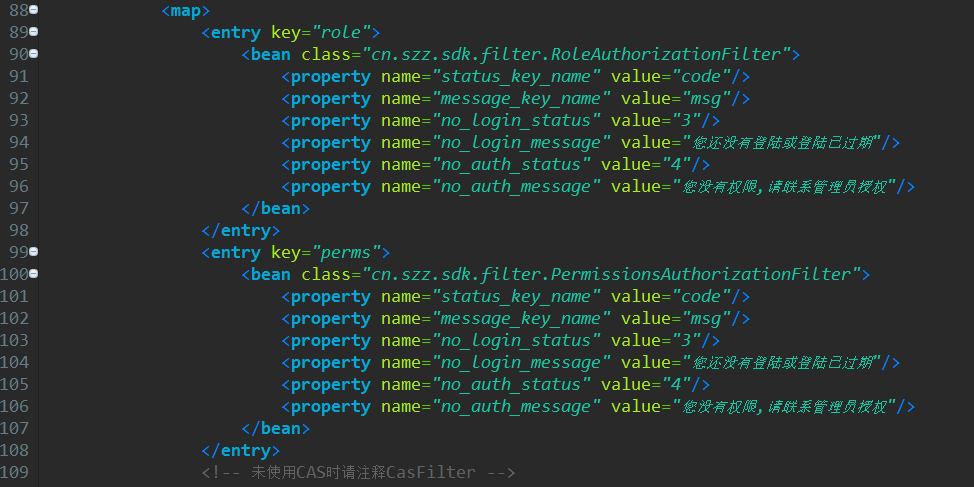 88 <map>
89 <entry key="role">
90 <bean class="cn.szz.sdk.filter.RoleAuthorizationFilter">
91 <property name="status_key_name" value="code"/>
92 <property name="message_key_name" value="msg"/>
93 <property name="no_login_status" value="3"/>
94 <property name="no_login_message" value="您还没有登陆或登陆已过期"/>
95 <property name="no_auth_status" value="4"/>
96 <property name="no_auth_message" value="您没有权限,请联系管理员授权"/>
97 </bean>
98 </entry>
99 <entry key="perms">
100 <bean class="cn.szz.sdk.filter.PermissionsAuthorizationFilter">
101 <property name="status_key_name" value="code"/>
102 <property name="message_key_name" value="msg"/>
103 <property name="no_login_status" value="3"/>
104 <property name="no_login_message" value="您还没有登陆或登陆已过期"/>
105 <property name="no_auth_status" value="4"/>
106 <property name="no_auth_message" value="您没有权限,请联系管理员授权"/>
107 </bean>
108 </entry>
109 <!-- 未使用CAS时请注释CasFilter -->